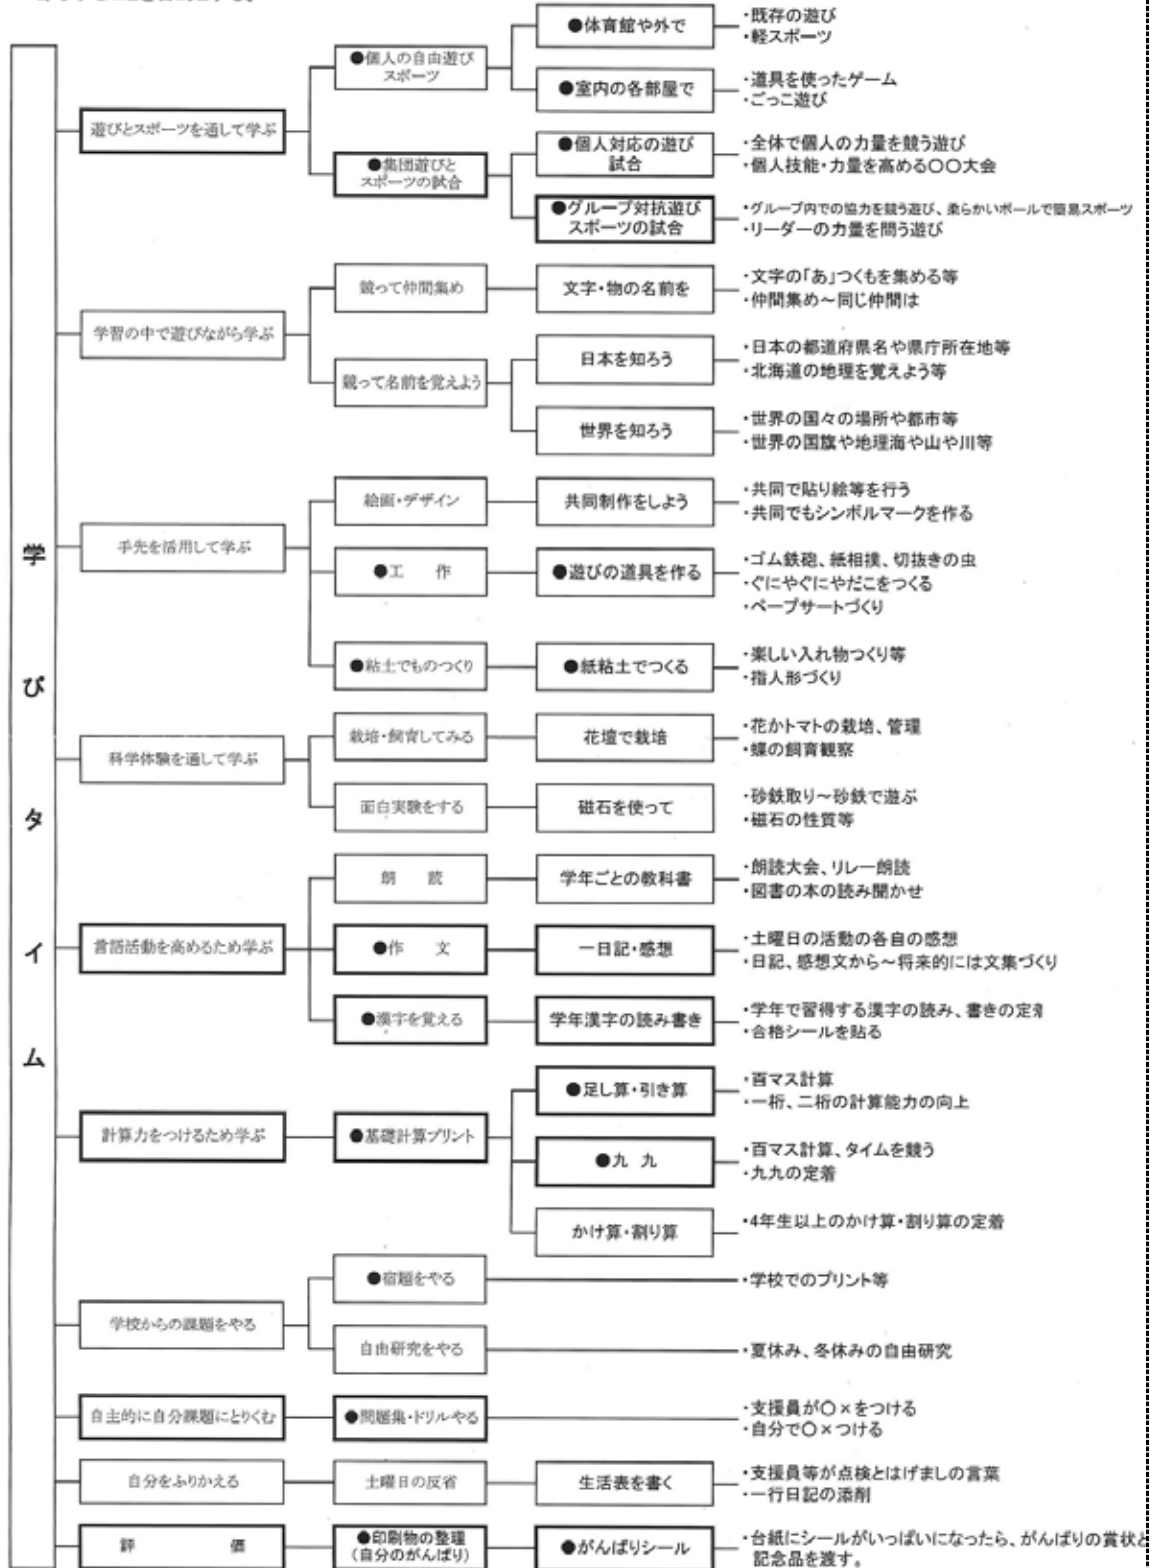 学びタイム
遊びとスポーツを通して学ぶ
●個人の自由遊び
スポーツ
●体育館や外で
・既存の遊び
・軽スポーツ
●室内の各部屋で
・道具を使ったゲーム
・ごっこ遊び
●集団遊びと
スポーツの試合
●個人対応の遊び
試合
・全体で個人の力量を競う遊び
・個人技能・力量を高める〇〇大会
●グループ対抗遊び
スポーツの試合
・グループ内での協力を競う遊び、柔らかいボールで簡易スポーツ
・リーダーの力量を問う遊び
学習の中で遊びながら学ぶ
競って仲間集め
文字・物の名前を
・文字の「あ」つくもを集める等
・仲間集め～同じ仲間は
競って名前を覚えよう
日本を知ろう
・日本の都道府県名や県庁所在地等
・北海道の地理を覚えよう等
世界を知ろう
・世界の国々の場所や都市等
・世界の国旗や地理海や山や川等
手先を活用して学ぶ
絵画・デザイン
共同制作をしよう
・共同で貼り絵等を行う
・共同でもシンボルマークを作る
●工　作
●遊びの道具を作る
・ゴム鉄砲、紙相撲、切抜きの虫
・ぐにやぐにやだこをつくる
・ペープサートづくり
●粘土でものつくり
●紙粘土でつくる
・楽しい入れ物つくり等
・指人形づくり
科学体験を通して学ぶ
栽培・飼育してみる
花壇で栽培
・花かトマトの栽培、管理
・蝶の飼育観察
面白実験をする
磁石を使って
・砂鉄取り～砂鉄で遊ぶ
・磁石の性質等
言語活動を高めるため学ぶ
朗　読
学年ごとの教科書
・朗読大会、リレー朗読
・図書の本の読み聞かせ
●作　文
一日記・感想
・土曜日の活動の各自の感想
・日記、感想文から～将来的には文集づくり
●漢字を覚える
学年漢字の読み書き
・学年で習得する漢字の読み、書きの定着
・合格シールを貼る
計算力をつけるため学ぶ
●基礎計算プリント
●足し算・引き算
・百マス計算
・一桁、二桁の計算能力の向上
●九　九
・百マス計算、タイムを競う
・九九の定着
かけ算・割り算
・4年生以上のかけ算・割り算の定着
学校からの課題をやる
●宿題をやる
・学校でのプリント等
自由研究をやる
・夏休み、冬休みの自由研究
自主的に自分課題にとりくむ
●問題集・ドリルやる
・支援員が〇×をつける
・自分で〇×つける
自分をふりかえる
土曜日の反省
生活表を書く
・支援員等が点検とはげましの言葉
・一行日記の添削
評　価
●印刷物の整理
（自分のがんばり）
●がんばりシール
・台紙にシールがいっぱいになったら、がんばりの賞状と
記念品を渡す。